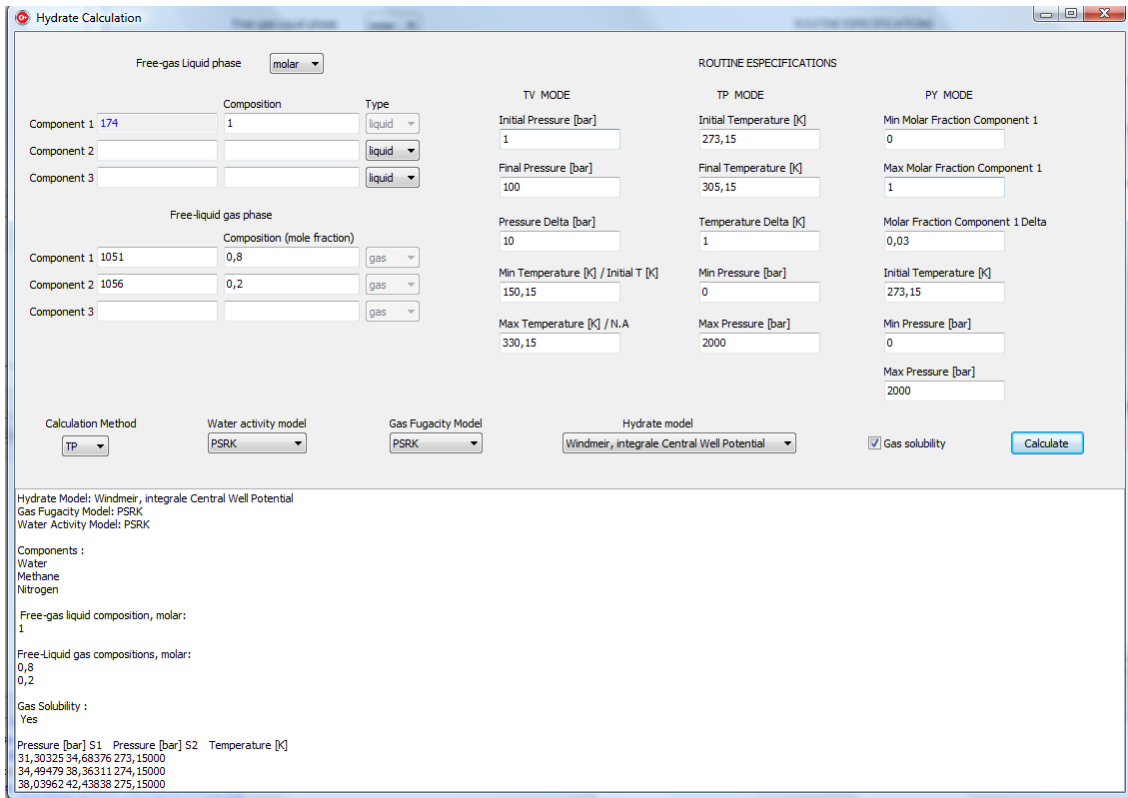 Hydrate Calculation
Free-gas Liquid phase molar
Composition Type
Component 1 174 1 liquid
Component 2 liquid
Component 3 liquid
Free-liquid gas phase
Composition (mole fraction)
Component 1 1051 0,8 gas
Component 2 1056 0,2 gas
Component 3 gas
ROUTINE ESPECIFICATIONS
TV MODE
Initial Pressure [bar]
1
Final Pressure [bar]
100
Pressure Delta [bar]
10
Min Temperature [K] / Initial T [K]
150,15
Max Temperature [K] / N.A
330,15
TP MODE
Initial Temperature [K]
273,15
Final Temperature [K]
305,15
Temperature Delta [K]
1
Min Pressure [bar]
0
Max Pressure [bar]
2000
PY MODE
Min Molar Fraction Component 1
0
Max Molar Fraction Component 1
1
Molar Fraction Component 1 Delta
0,03
Initial Temperature [K]
273,15
Min Pressure [bar]
0
Max Pressure [bar]
2000
Calculation Method Water activity model Gas Fugacity Model Hydrate model
TP PSRK PSRK Windmeir, integrale Central Well Potential Gas solubility Calculate
Hydrate Model: Windmeir, integrale Central Well Potential
Gas Fugacity Model: PSRK
Water Activity Model: PSRK
Components :
Water
Methane
Nitrogen
Free-gas liquid composition, molar:
1
Free-Liquid gas compositions, molar:
0,8
0,2
Gas Solubility :
Yes
Pressure [bar] S1 Pressure [bar] S2 Temperature [K]
31,30325 34,68376 273,15000
34,49479 38,36311 274,15000
38,03962 42,43838 275,15000